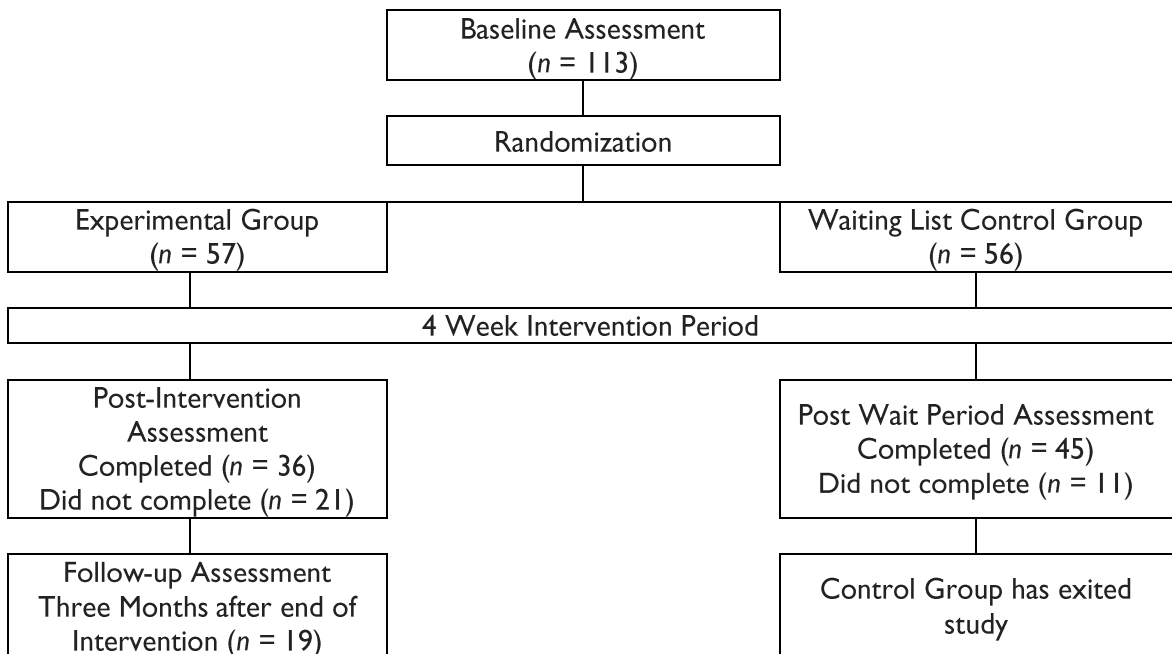 Baseline Assessment
(n = 113)
Randomization
Experimental Group
(n = 57)
Waiting List Control Group
(n = 56)
4 Week Intervention Period
Post-Intervention
Assessment
Completed (n = 36)
Did not complete (n = 21)
Post Wait Period Assessment
Completed (n = 45)
Did not complete (n = 11)
Follow-up Assessment
Three Months after end of
Intervention (n = 19)
Control Group has exited
study